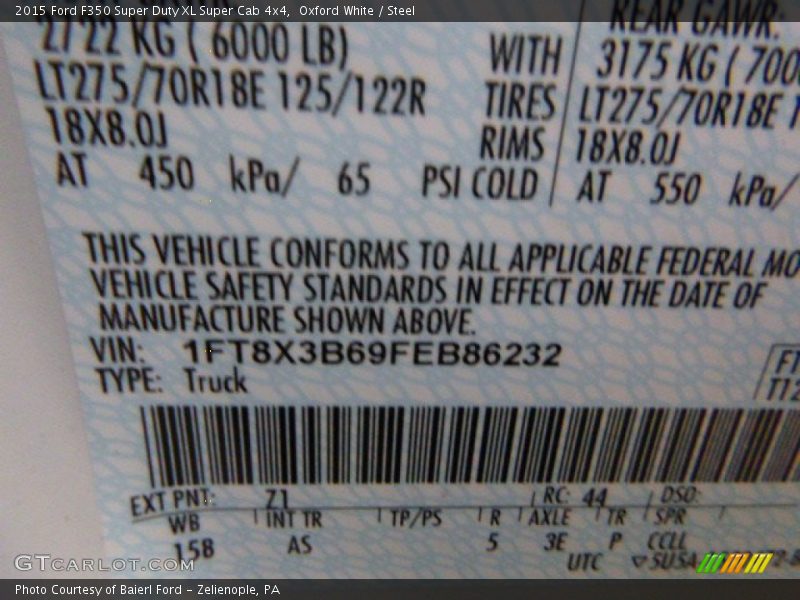 2015 Ford F350 Super Duty XL Super Cab 4x4, Oxford White / Steel
REAR GAWR:
2722 KG ( 6000 LB) WITH 3175 KG ( 700
LT275/70R18E 125/122R TIRES LT275/70R18E 1
18X8.0J RIMS 18X8.0J
AT 450 kPa/ 65 PSI COLD AT 550 kPa/
THIS VEHICLE CONFORMS TO ALL APPLICABLE FEDERAL MO
VEHICLE SAFETY STANDARDS IN EFFECT ON THE DATE OF
MANUFACTURE SHOWN ABOVE.
VIN: 1FT8X3B69FEB86232
TYPE: Truck
EXT PNT: Z1 RC: 44 DSO:
WB INT TR TP/PS R AXLE TR SPR
158 AS 5 3E P CCLL
UTC ▽SUSA
GTCARLOT.COM
Photo Courtesy of Baierl Ford - Zelienople, PA